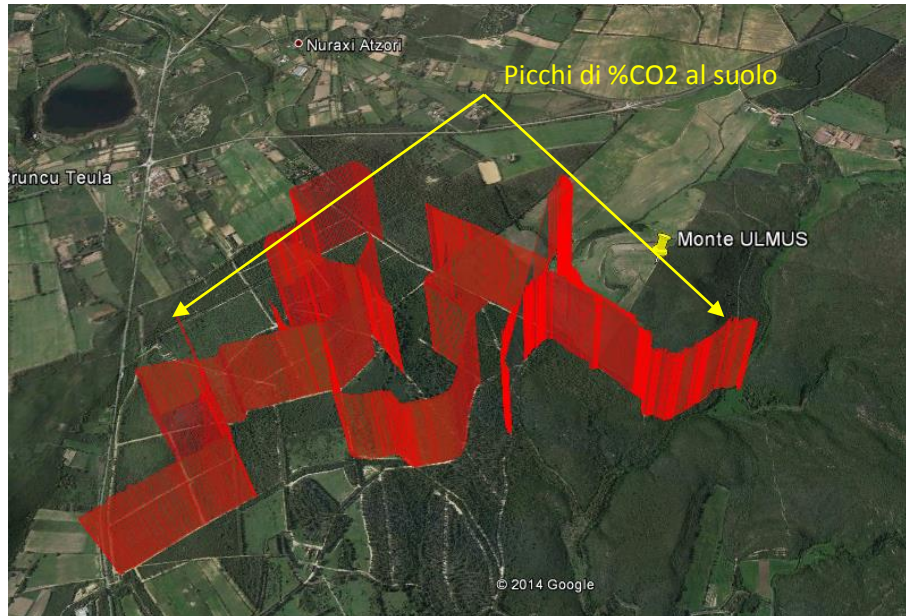 Nuraxi Atzori
Picchi di %CO2 al suolo
Bruncu Teula
Monte ULMUS
© 2014 Google